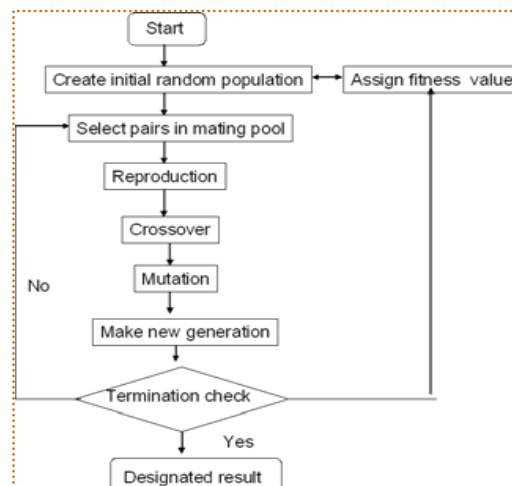 Start
Create initial random population
Assign fitness value
Select pairs in mating pool
Reproduction
Crossover
Mutation
No
Make new generation
Termination check
Yes
Designated result